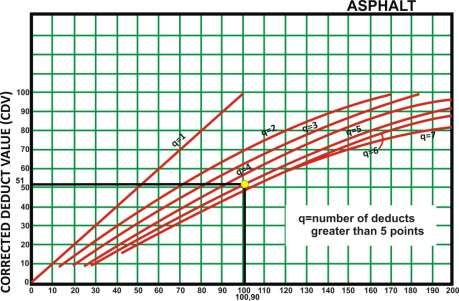 ASPHALT
CORRECTED DEDUCT VALUE (CDV)
100
90
80
70
60
51
50
40
30
20
10
0
q=1
q=2
q=3
q=4
q=5
q=6
q=7
q=number of deducts
greater than 5 points
0 10 20 30 40 50 60 70 80 90 100 110 120 130 140 150 160 170 180 190 200
100,90